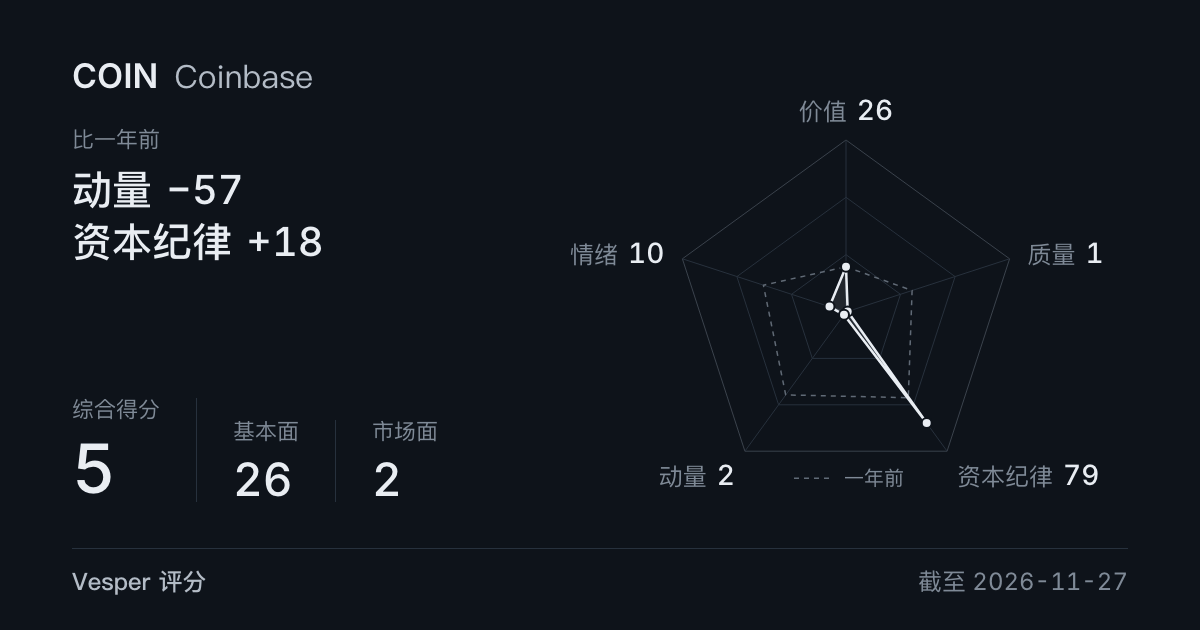 COIN Coinbase
比一年前
动量 −57
资本纪律 +18
价值 26
情绪 10
质量 1
动量 2
一年前
资本纪律 79
综合得分
5
基本面
26
市场面
2
Vesper 评分
截至 2026-11-27